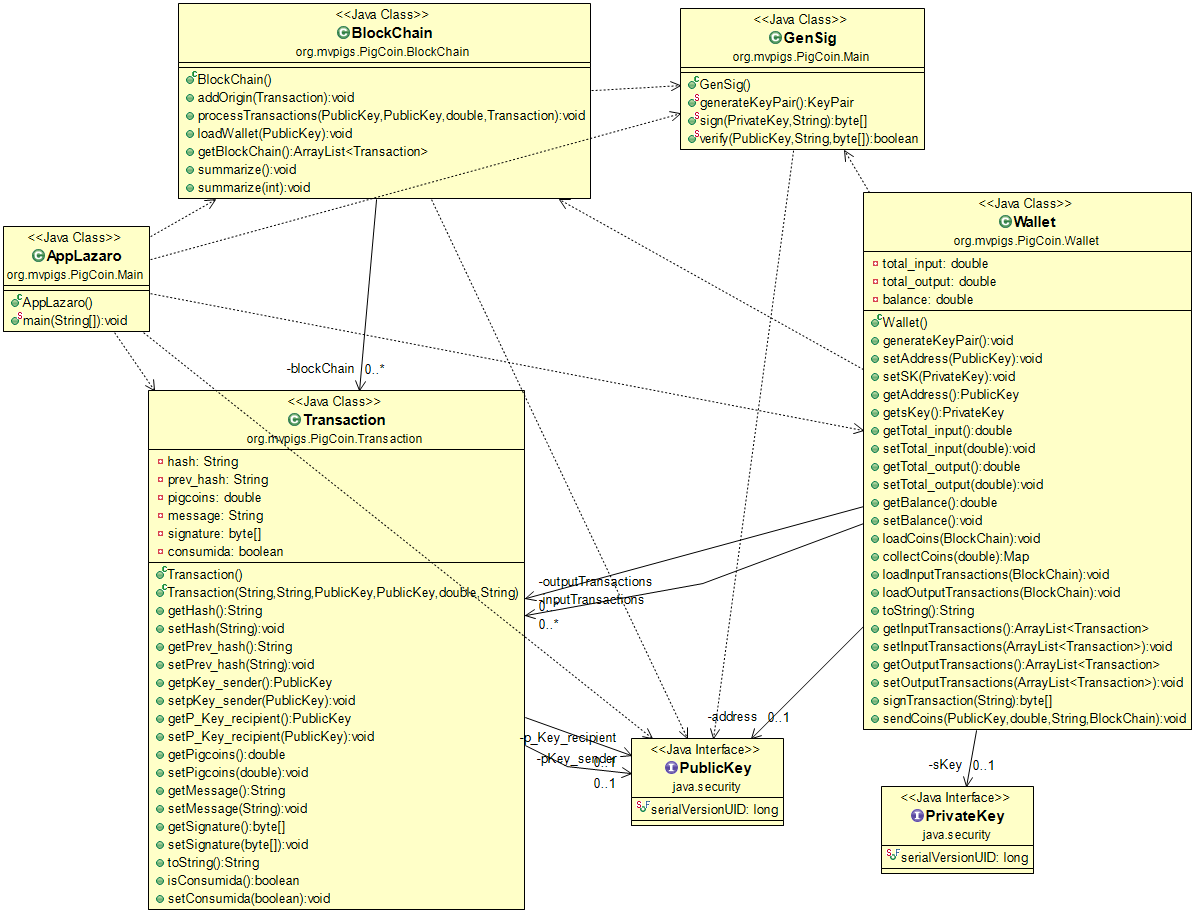 <<Java Class>>
BlockChain
org.mvpigs.PigCoin.BlockChain
BlockChain()
addOrigin(Transaction):void
processTransactions(PublicKey,PublicKey,double,Transaction):void
loadWallet(PublicKey):void
getBlockChain():ArrayList<Transaction>
summarize():void
summarize(int):void
<<Java Class>>
GenSig
org.mvpigs.PigCoin.Main
GenSig()
generateKeyPair():KeyPair
sign(PrivateKey,String):byte[]
verify(PublicKey,String,byte[]):boolean
<<Java Class>>
AppLazaro
org.mvpigs.PigCoin.Main
AppLazaro()
main(String[]):void
<<Java Class>>
Wallet
org.mvpigs.PigCoin.Wallet
total_input: double
total_output: double
balance: double
Wallet()
generateKeyPair():void
setAddress(PublicKey):void
setSK(PrivateKey):void
getAddress():PublicKey
getsKey():PrivateKey
getTotal_input():double
setTotal_input(double):void
getTotal_output():double
setTotal_output(double):void
getBalance():double
setBalance():void
loadCoins(BlockChain):void
collectCoins(double):Map
loadInputTransactions(BlockChain):void
loadOutputTransactions(BlockChain):void
toString():String
getInputTransactions():ArrayList<Transaction>
setInputTransactions(ArrayList<Transaction>):void
getOutputTransactions():ArrayList<Transaction>
setOutputTransactions(ArrayList<Transaction>):void
signTransaction(String):byte[]
sendCoins(PublicKey,double,String,BlockChain):void
-blockChain 0..*
<<Java Class>>
Transaction
org.mvpigs.PigCoin.Transaction
hash: String
prev_hash: String
pigcoins: double
message: String
signature: byte[]
consumida: boolean
Transaction()
Transaction(String,String,PublicKey,PublicKey,double,String)
getHash():String
setHash(String):void
getPrev_hash():String
setPrev_hash(String):void
getpKey_sender():PublicKey
setpKey_sender(PublicKey):void
getP_Key_recipient():PublicKey
setP_Key_recipient(PublicKey):void
getPigcoins():double
setPigcoins(double):void
getMessage():String
setMessage(String):void
getSignature():byte[]
setSignature(byte[]):void
toString():String
isConsumida():boolean
setConsumida(boolean):void
-outputTransactions
-inputTransactions
0..*
-address 0..1
-p_Key_recipient
-pKey_sender
0..1
0..1
<<Java Interface>>
PublicKey
java.security
serialVersionUID: long
-sKey 0..1
<<Java Interface>>
PrivateKey
java.security
serialVersionUID: long